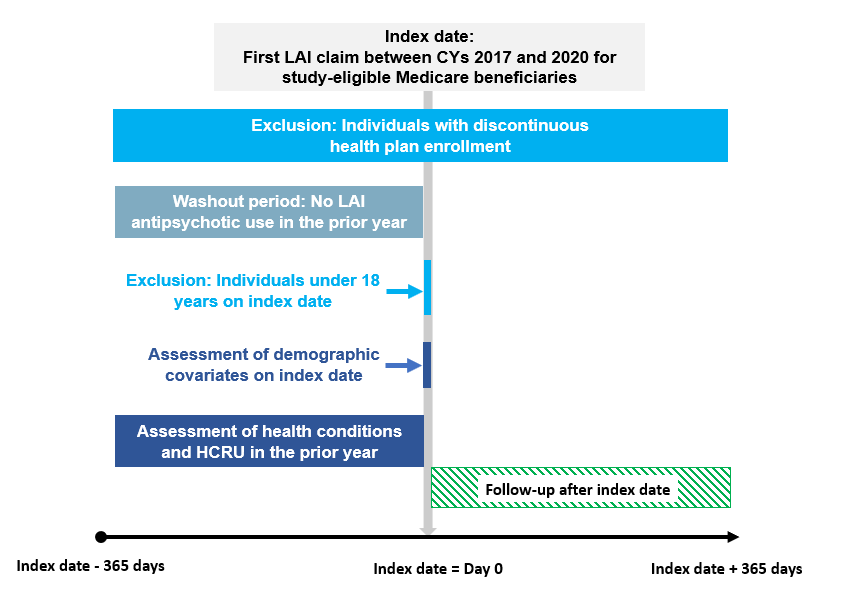 Index date:
First LAI claim between CYs 2017 and 2020 for
study-eligible Medicare beneficiaries
Exclusion: Individuals with discontinuous
health plan enrollment
Washout period: No LAI
antipsychotic use in the prior year
Exclusion: Individuals under 18
years on index date
Assessment of demographic
covariates on index date
Assessment of health conditions
and HCRU in the prior year
Follow-up after index date
Index date - 365 days
Index date = Day 0
Index date + 365 days